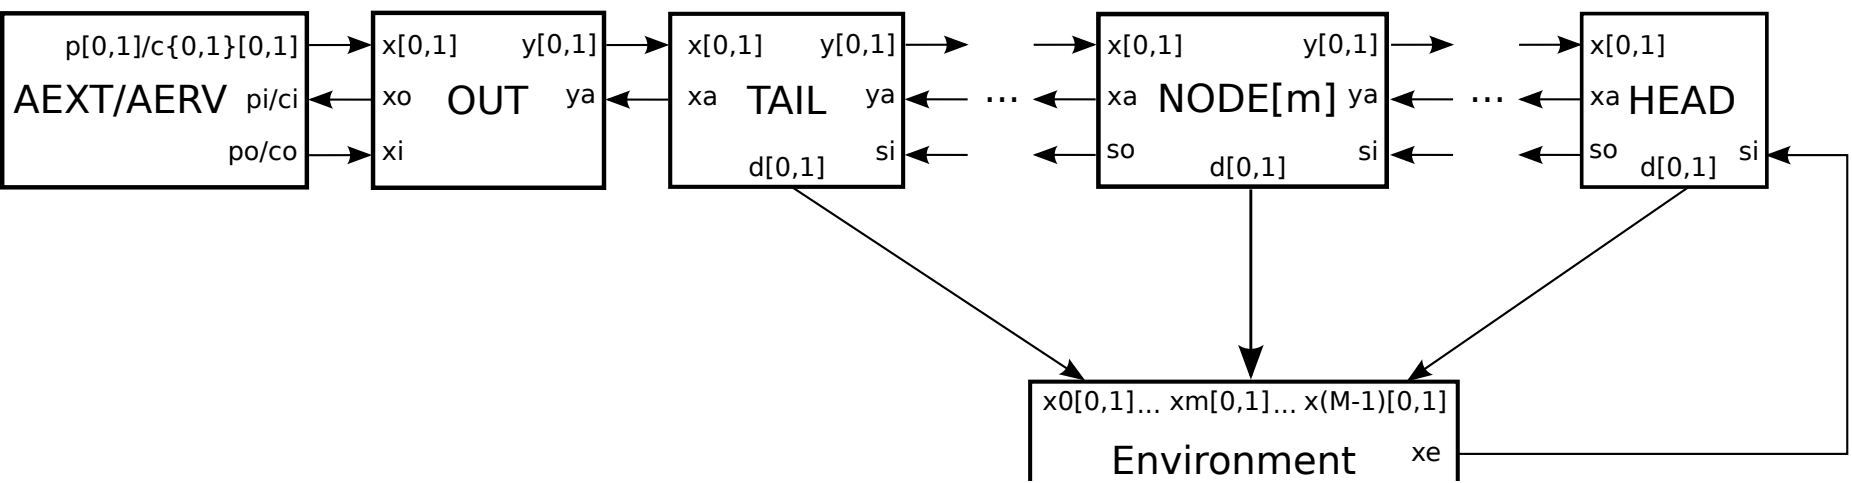 p[0,1]/c{0,1}[0,1] x[0,1] y[0,1] x[0,1] y[0,1] x[0,1] y[0,1] x[0,1]
AEXT/AERV pi/ci xo OUT ya xa TAIL ya ... xa NODE[m] ya ... xa HEAD
po/co xi si so si so si
d[0,1] d[0,1] d[0,1]
x0[0,1]... xm[0,1]... x(M-1)[0,1]
Environment xe